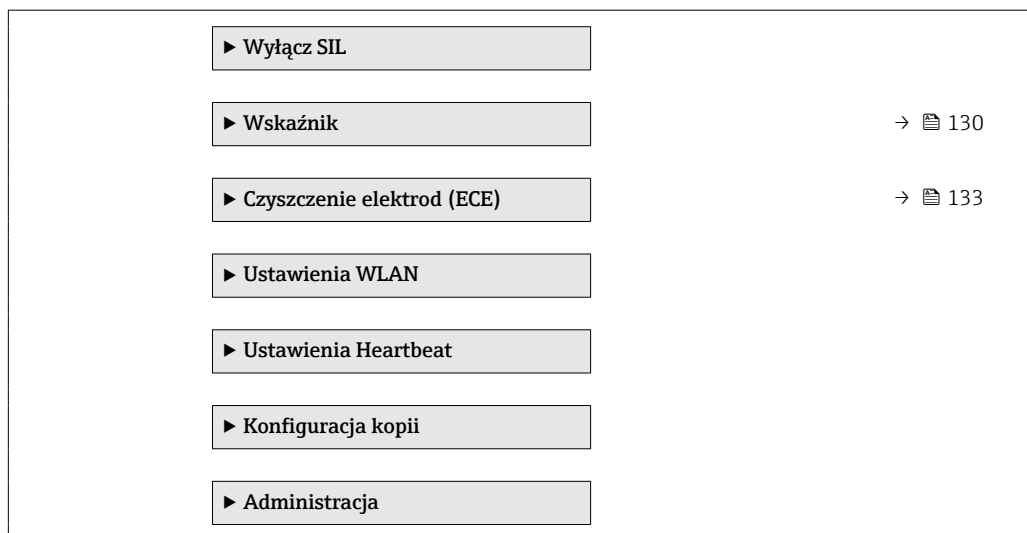 ▶ Wyłącz SIL
▶ Wskaźnik → 130
▶ Czyszczenie elektrod (ECE) → 133
▶ Ustawienia WLAN
▶ Ustawienia Heartbeat
▶ Konfiguracja kopii
▶ Administracja